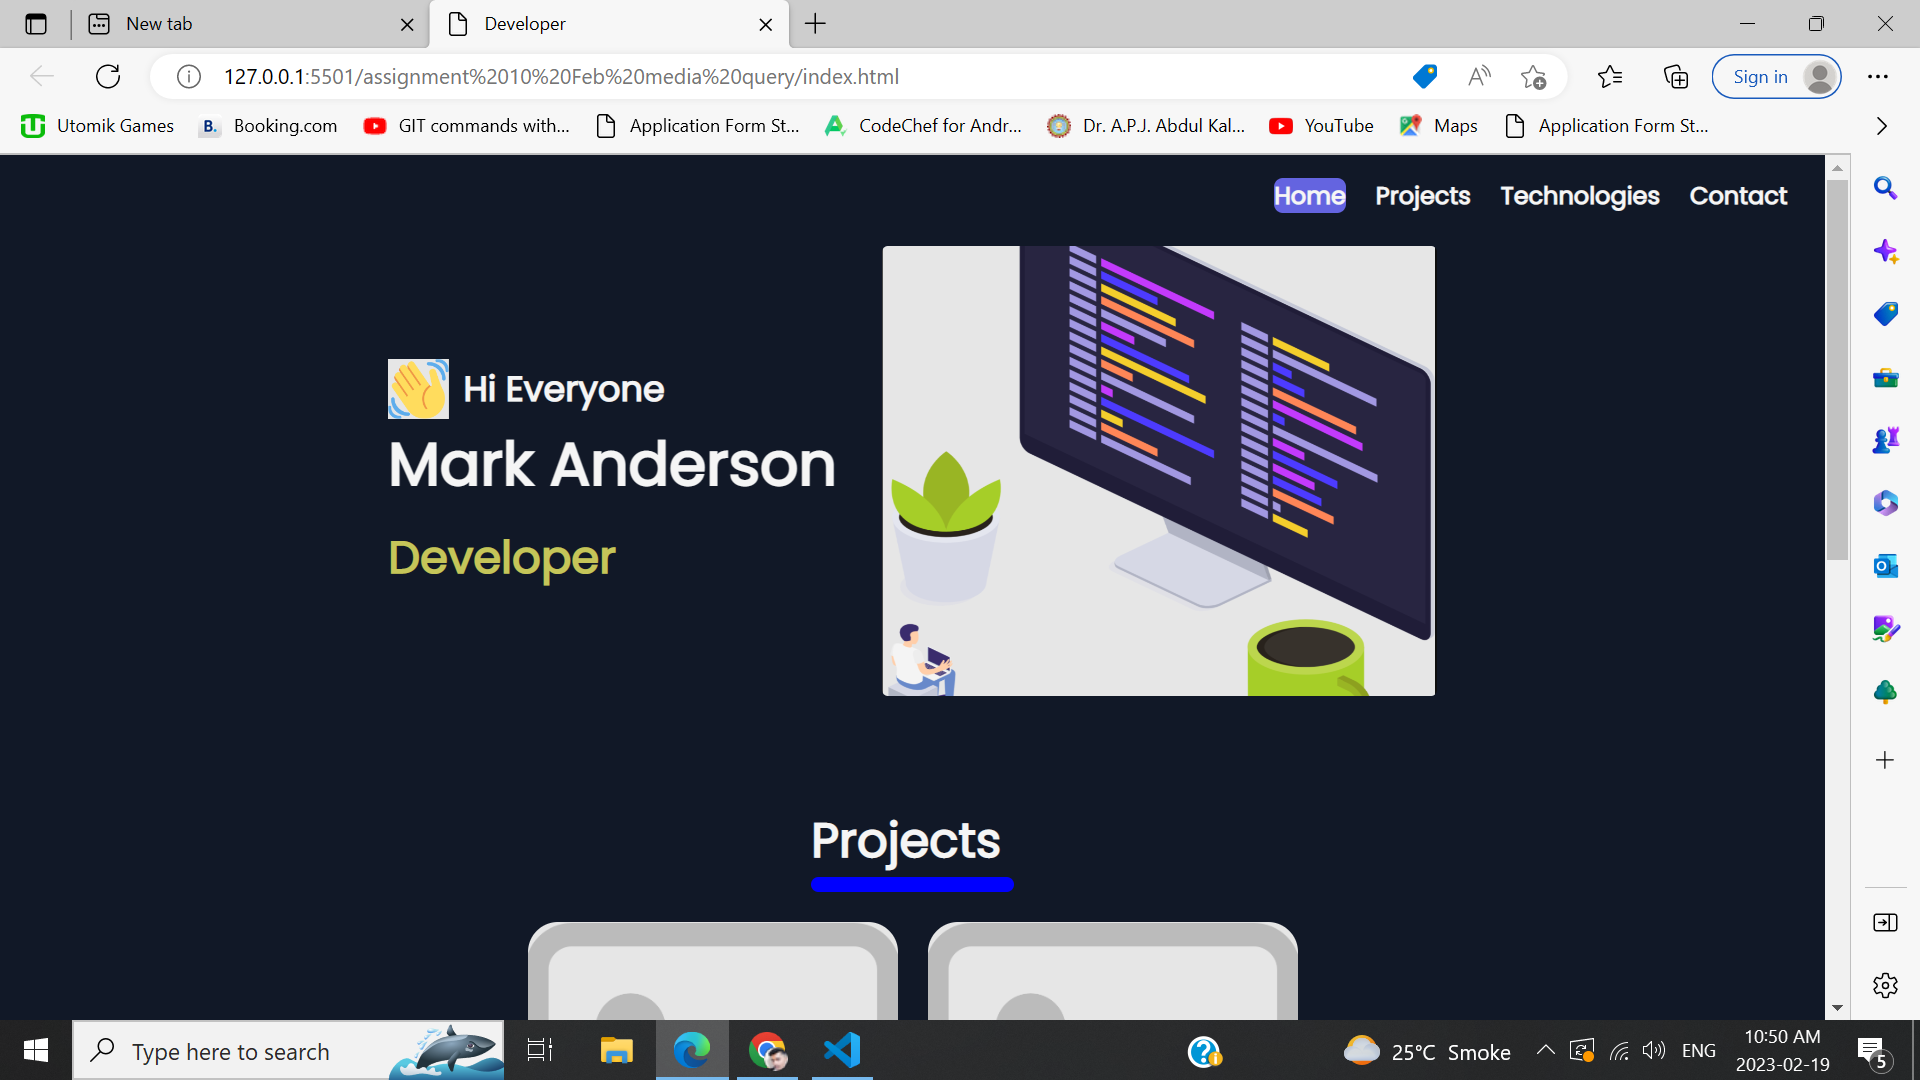 New tab
Developer
127.0.0.1:5501/assignment%2010%20Feb%20media%20query/index.html
Sign in
Utomik Games
B. Booking.com
GIT commands with...
Application Form St...
CodeChef for Andr...
Dr. A.P.J. Abdul Kal...
YouTube
Maps
Application Form St...
Home
Projects
Technologies
Contact
Hi Everyone
Mark Anderson
Developer
Projects
Type here to search
25°C Smoke
ENG
10:50 AM
2023-02-19
5